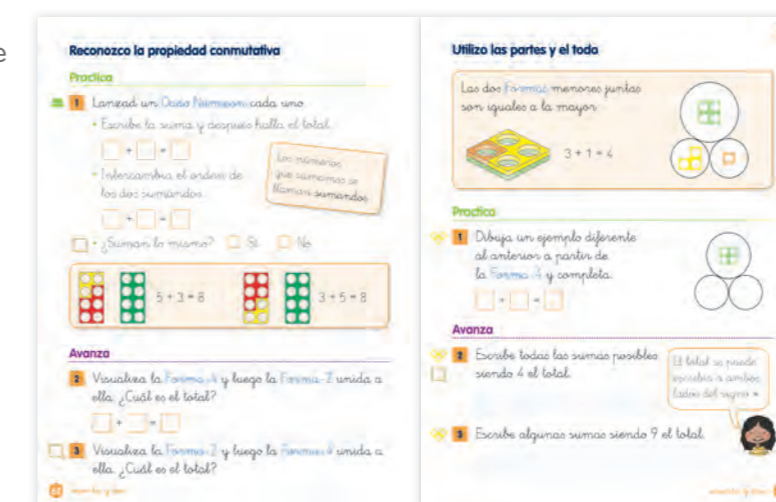 e
Reconozco la propiedad conmutativa
Practica
1 Lanzad un Dado Numicon cada uno.
• Escribe la suma y después halla el total.
+ =
• Intercambia el orden de
los dos sumandos.
+ =
Los números
que sumamos se
llaman sumandos.
• ¿Suman lo mismo? Sí No
5 + 3 = 8
3 + 5 = 8
Avanza
2 Visualiza la Forma-4 y luego la Forma-2 unida a
ella. ¿Cuál es el total?
+ =
3 Visualiza la Forma-2 y luego la unida a
ella. ¿Cuál es el total?
Utilizo las partes y el todo
Las dos Formas menores juntas
son iguales a la mayor.
3 + 1 = 4
Practica
1 Dibuja un ejemplo diferente
al anterior a partir de
la Forma-4 y completa.
+ =
Avanza
2 Escribe todas las sumas posibles
siendo 4 el total.
El total se puede
escribir a ambos
lados del signo =
3 Escribe algunas sumas siendo 9 el total.